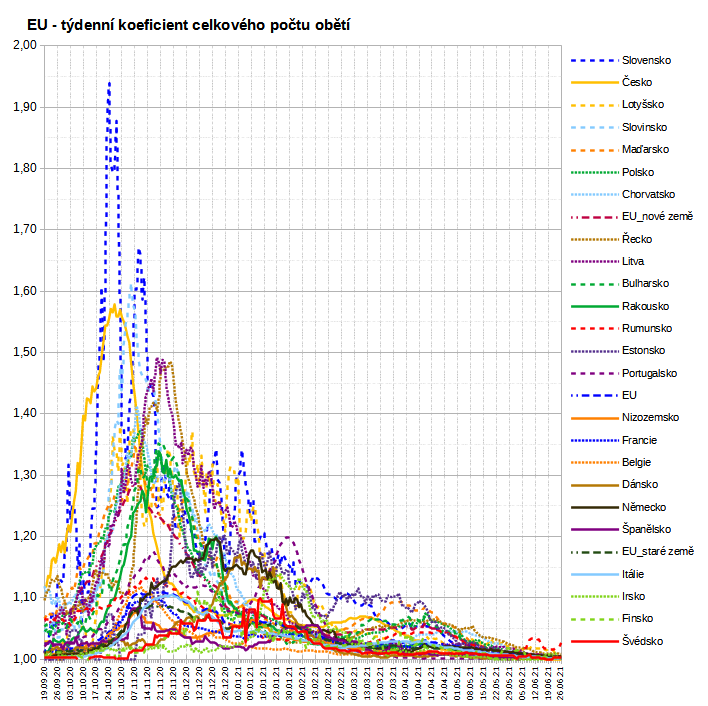 EU - týdenní koeficient celkového počtu obětí
2,00
1,90
1,80
1,70
1,60
1,50
1,40
1,30
1,20
1,10
1,00
Slovensko
Česko
Lotyšsko
Slovinsko
Maďarsko
Polsko
Chorvatsko
EU_nové země
Řecko
Litva
Bulharsko
Rakousko
Rumunsko
Estonsko
Portugalsko
EU
Nizozemsko
Francie
Belgie
Dánsko
Německo
Španělsko
EU_staré země
Itálie
Irsko
Finsko
Švédsko
19.09.20
26.09.20
03.10.20
10.10.20
17.10.20
24.10.20
31.10.20
07.11.20
14.11.20
21.11.20
28.11.20
05.12.20
12.12.20
19.12.20
26.12.20
02.01.21
09.01.21
16.01.21
23.01.21
30.01.21
06.02.21
13.02.21
20.02.21
27.02.21
06.03.21
13.03.21
20.03.21
27.03.21
03.04.21
10.04.21
17.04.21
24.04.21
01.05.21
08.05.21
15.05.21
22.05.21
29.05.21
05.06.21
12.06.21
19.06.21
26.06.21